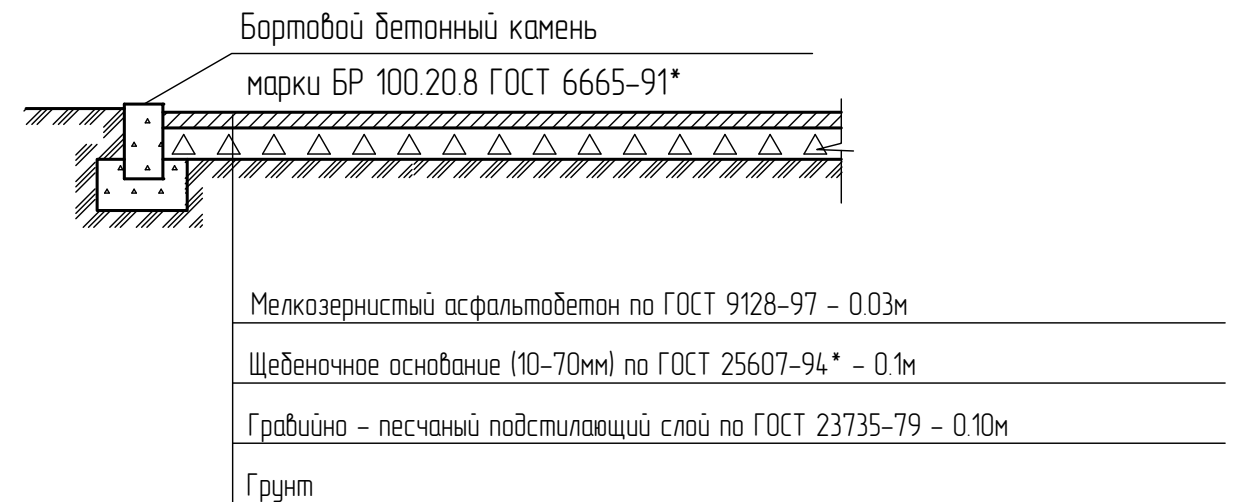 Бортовой бетонный камень
марки БР 100.20.8 ГОСТ 6665-91*
Мелкозернистый асфальтобетон по ГОСТ 9128-97 - 0.03м
Щебеночное основание (10-70мм) по ГОСТ 25607-94* - 0.1м
Гравийно - песчаный подстилающий слой по ГОСТ 23735-79 - 0.10м
Грунт